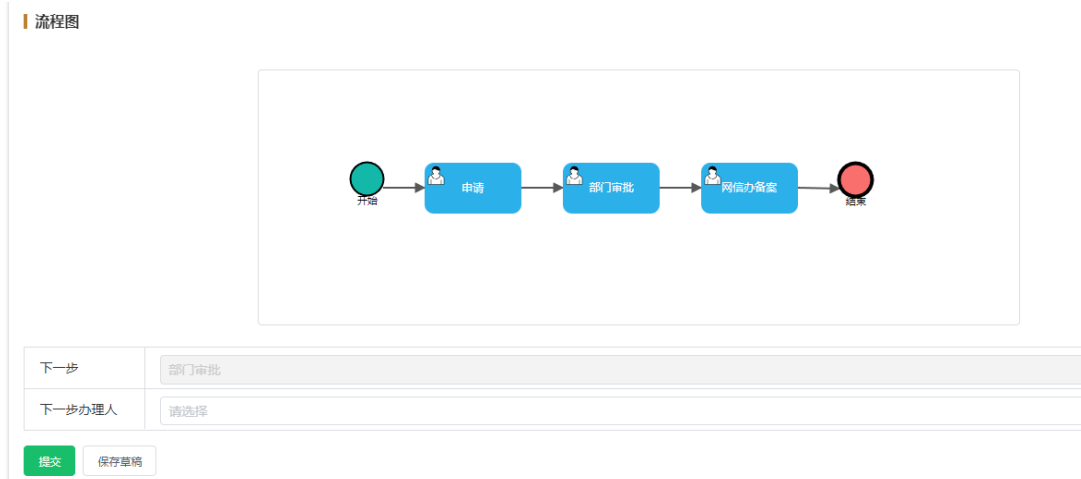 流程图
申请
部门审批
网信办备案
开始
结束
下一步
部门审批
下一步办理人
请选择
提交
保存草稿